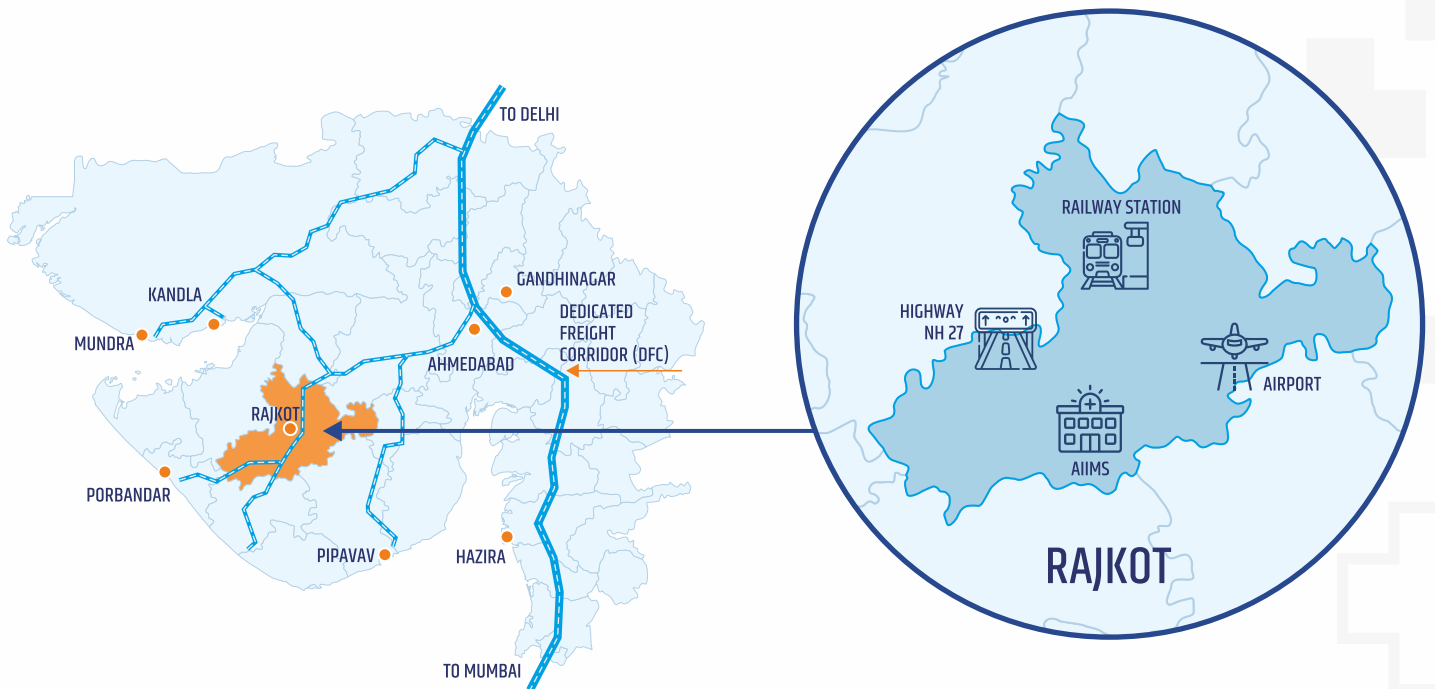 TO DELHI
KANDLA
MUNDRA
GANDHINAGAR
DEDICATED
FREIGHT
CORRIDOR (DFC)
AHMEDABAD
RAJKOT
PORBANDAR
PIPAVAV
HAZIRA
TO MUMBAI
RAILWAY STATION
HIGHWAY
NH 27
AIRPORT
AIIMS
RAJKOT